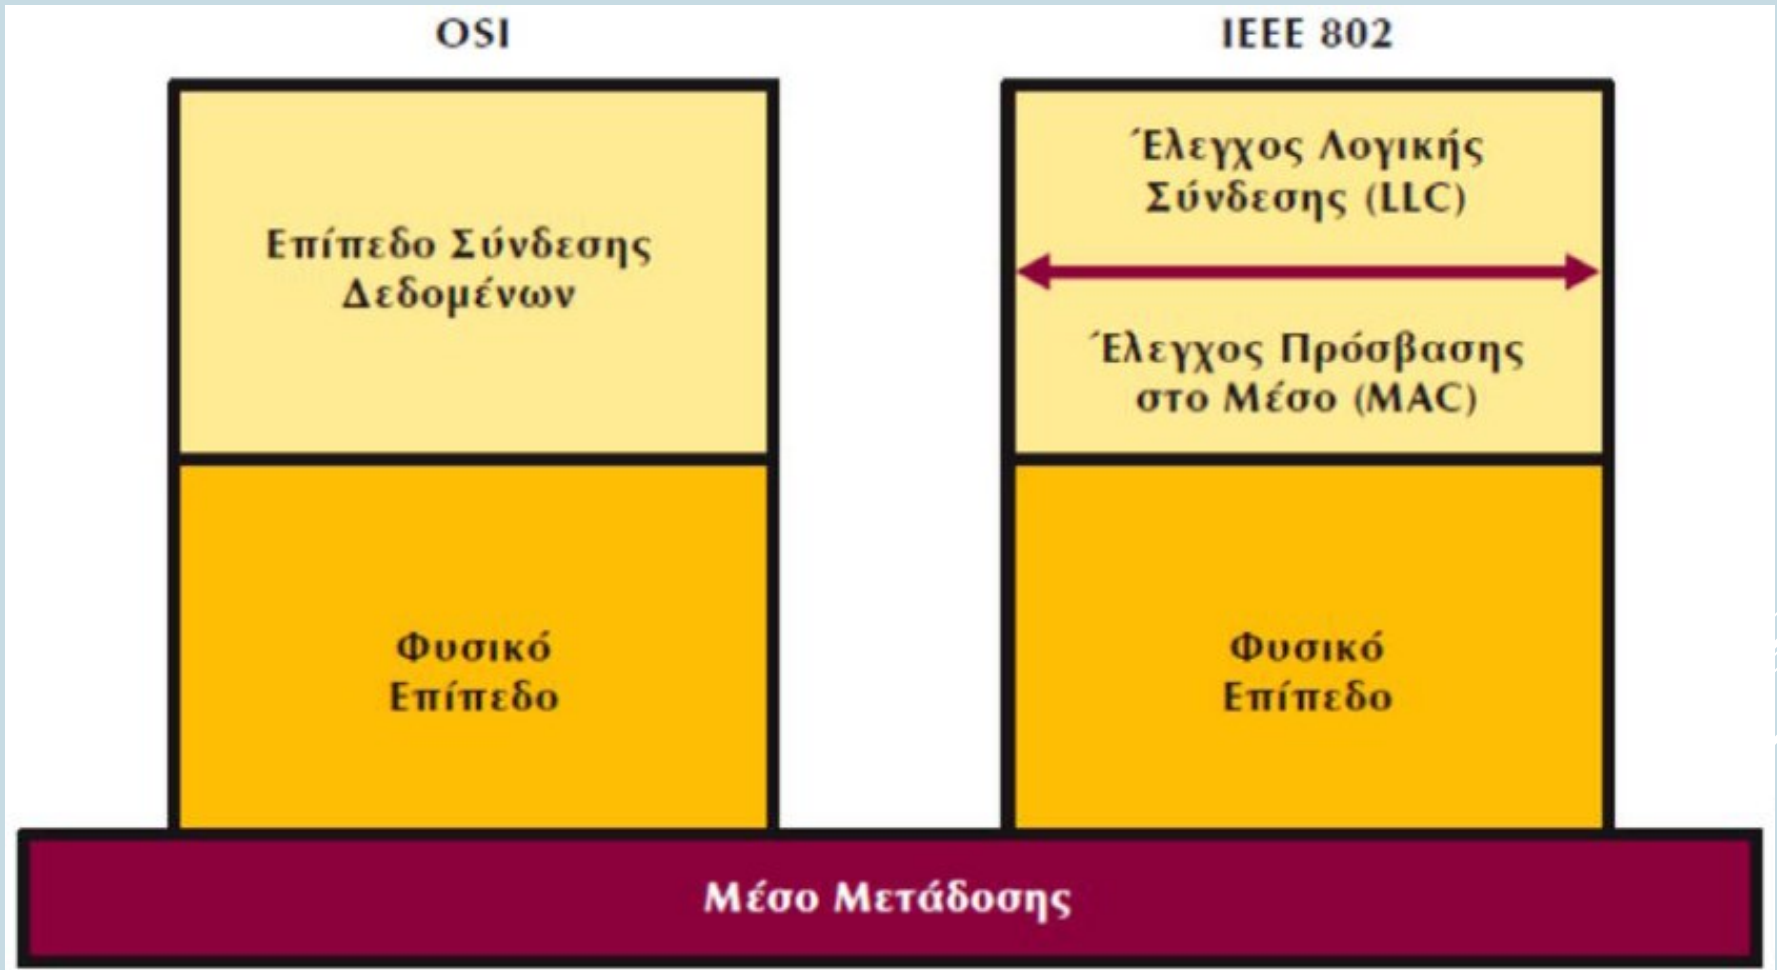 OSI
IEEE 802
Επίπεδο Σύνδεσης
Δεδομένων
Έλεγχος Λογικής
Σύνδεσης (LLC)
Έλεγχος Πρόσβασης
στο Μέσο (MAC)
Φυσικό
Επίπεδο
Φυσικό
Επίπεδο
Μέσο Μετάδοσης